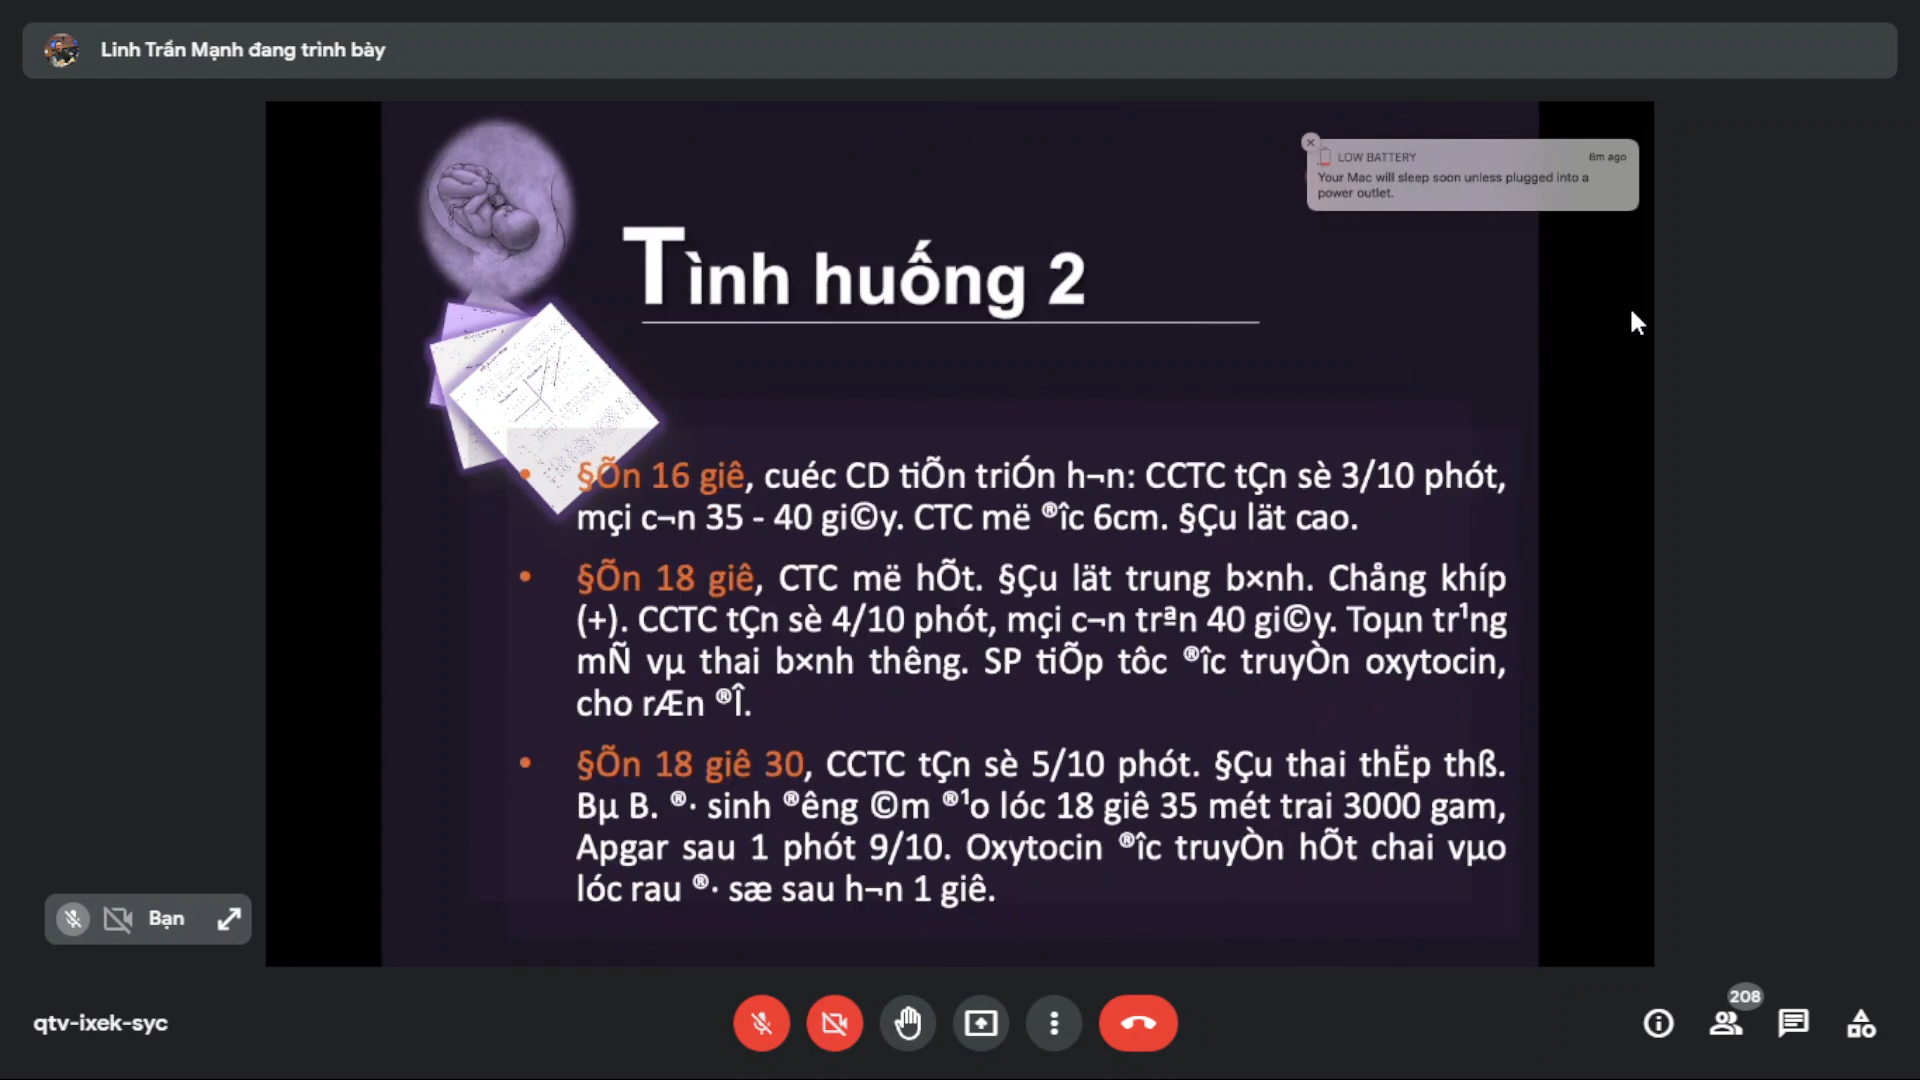 Linh Trần Mạnh đang trình bày
LOW BATTERY
8m ago
Your Mac will sleep soon unless plugged into a
power outlet.
Tình huống 2
• §Õn 16 giê, cuéc CD tiÕn triÓn h¬n: CCTC tÇn sè 3/10 phót,
mçi c¬n 35 - 40 gi©y. CTC më ®îc 6cm. §Çu lät cao.
• §Õn 18 giê, CTC më hÕt. §Çu lät trung b×nh. Chång khíp
(+). CCTC tÇn sè 4/10 phót, mçi c¬n trªn 40 gi©y. Toµn tr¹ng
mÑ vµ thai b×nh thêng. SP tiÕp tôc ®îc truyÒn oxytocin,
cho rÆn ®Î.
• §Õn 18 giê 30, CCTC tÇn sè 5/10 phót. §Çu thai thËp thß.
Bµ B. ®· sinh ®êng ©m ®¹o lóc 18 giê 35 mét trai 3000 gam,
Apgar sau 1 phót 9/10. Oxytocin ®îc truyÒn hÕt chai vµo
lóc rau ®· sæ sau h¬n 1 giê.
Bạn
qtv-ixek-syc
208